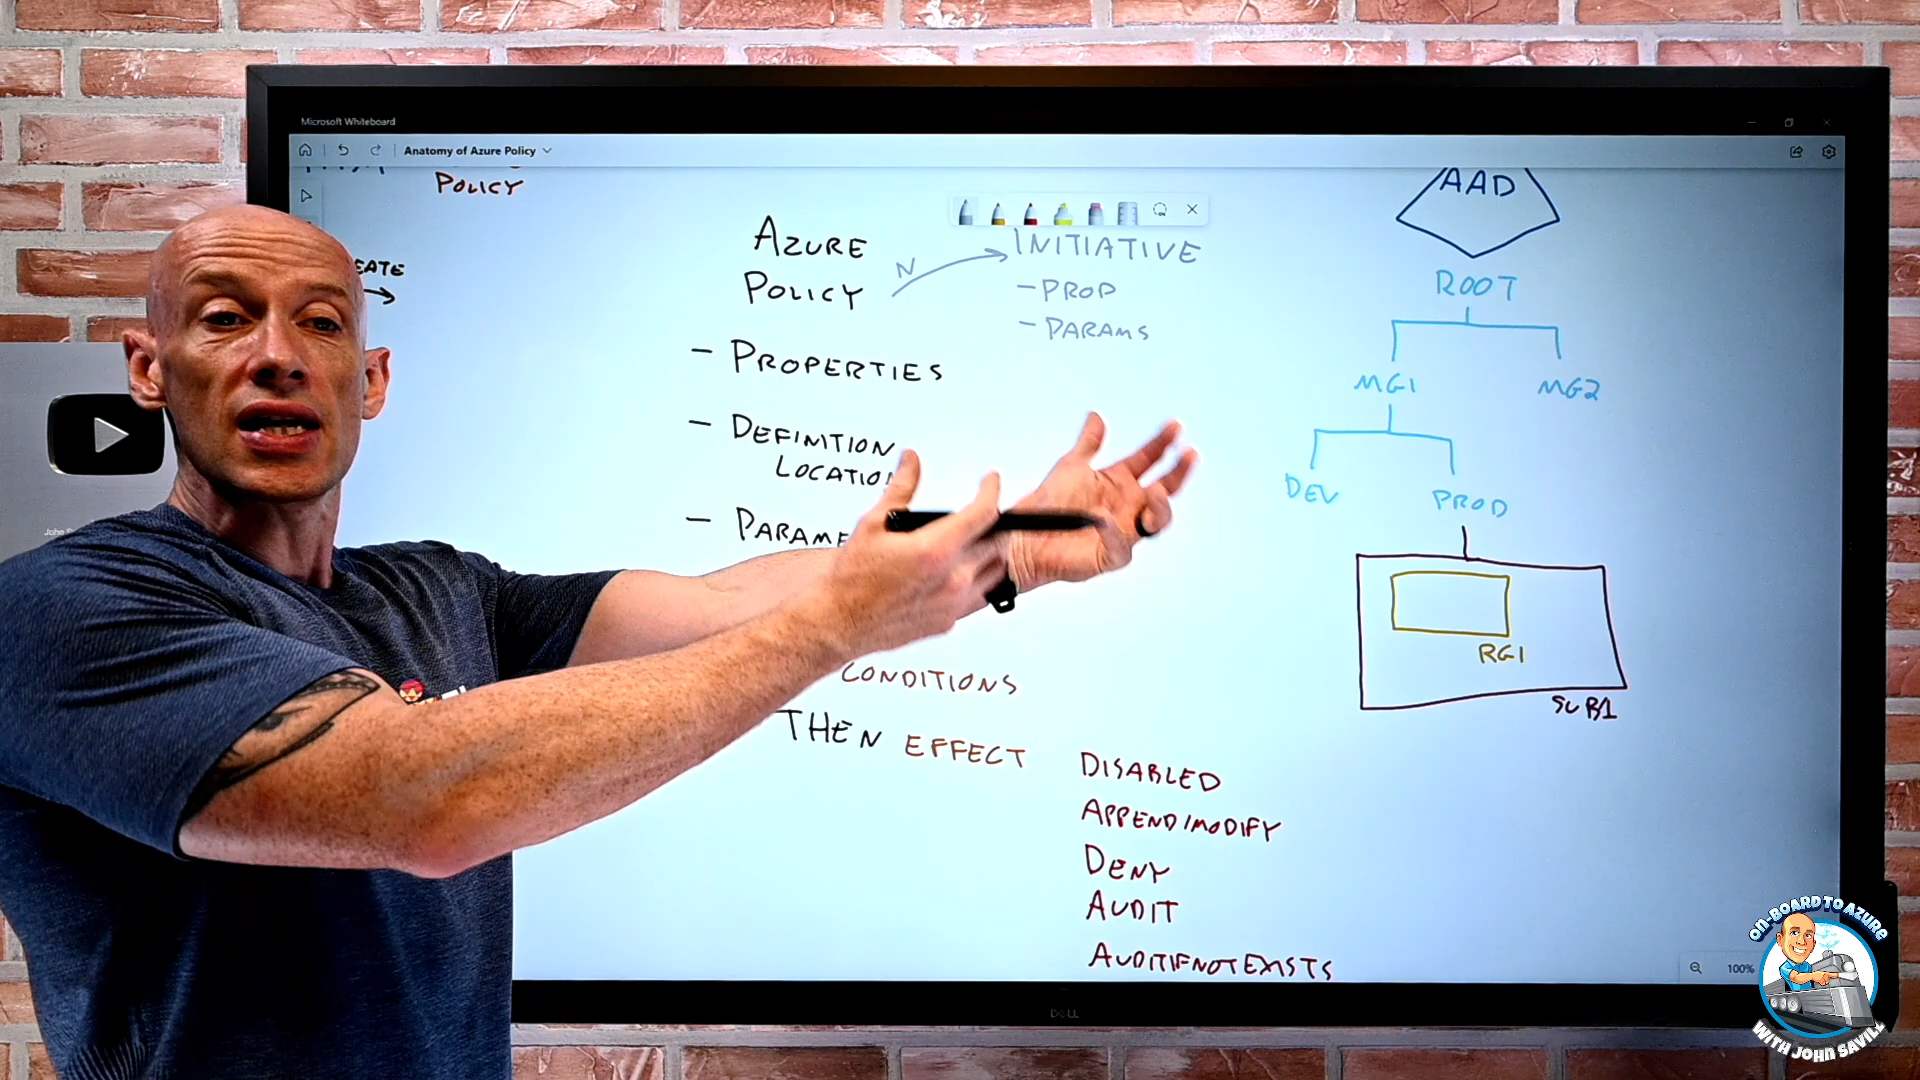 Microsoft Whiteboard
Anatomy of Azure Policy
POLICY
EATE
AZURE
POLICY
N
INITIATIVE
- PROP
- PARAMS
- PROPERTIES
- DEFINITION
LOCATION
- PARAME
CONDITIONS
THEN EFFECT
DISABLED
APPEND/MODIFY
DENY
AUDIT
AUDITIFNOTEXISTS
AAD
ROOT
MG1
MG2
DEV
PROD
RG1
SUB1
100%
DELL
ON-BOARD TO AZURE
WITH JOHN SAVILL